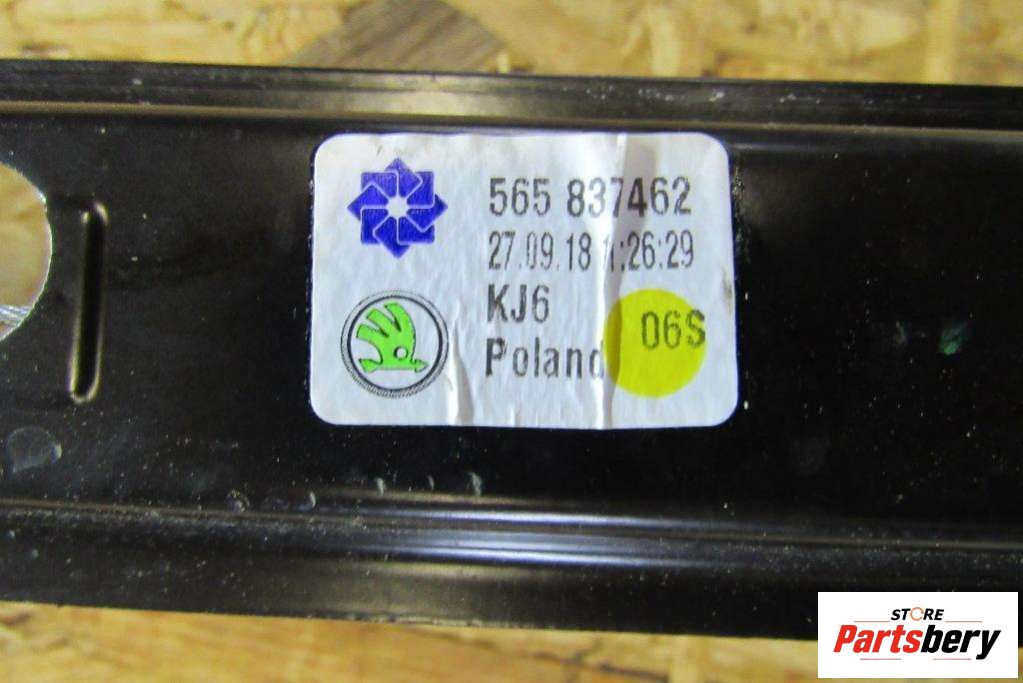 565 837462
27.09.18 1:26:29
KJ6
06S
Poland
STORE
Partsbery